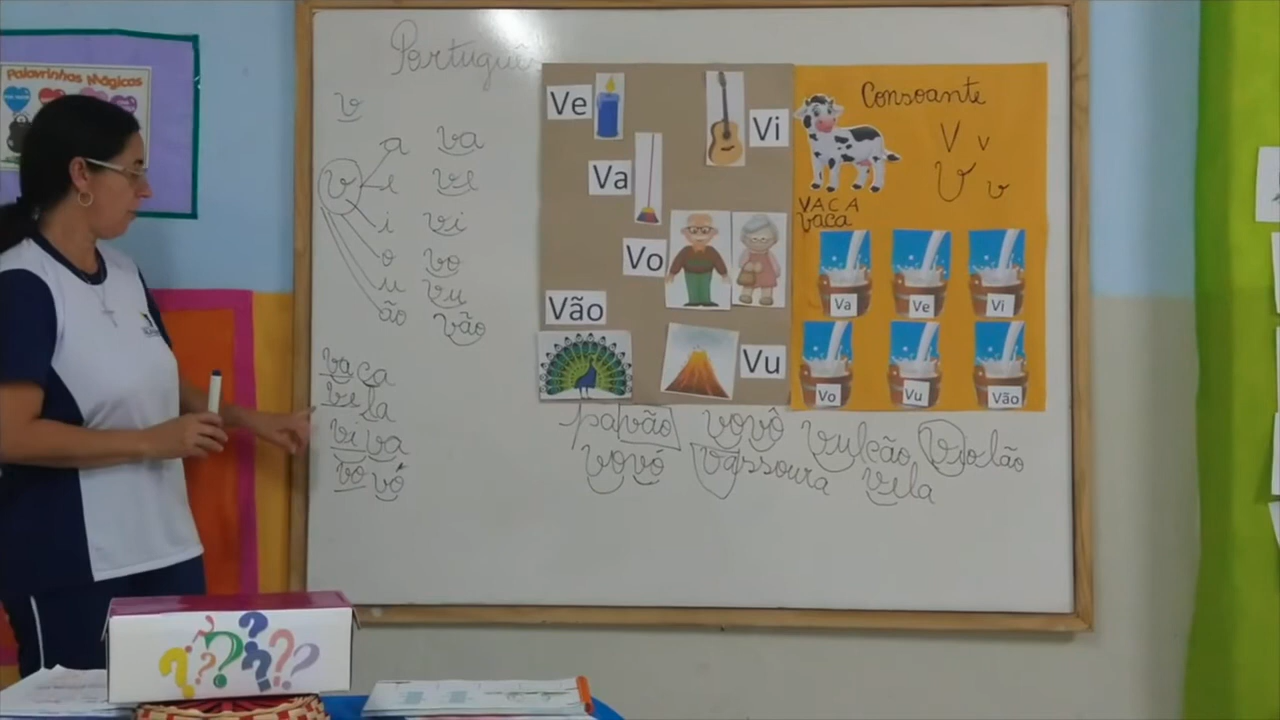 Palavrinhas Mágicas
Português
v
v
a va
e ve
i vi
o vo
u vu
ão vão
vaca
vela
viva
vovó
Ve
Vi
Va
Vo
Vão
Vu
Consoante
V v
V v
VACA
vaca
Va Ve Vi
Vo Vu Vão
pavão vovô vulcão Violão
vovó vassoura vela